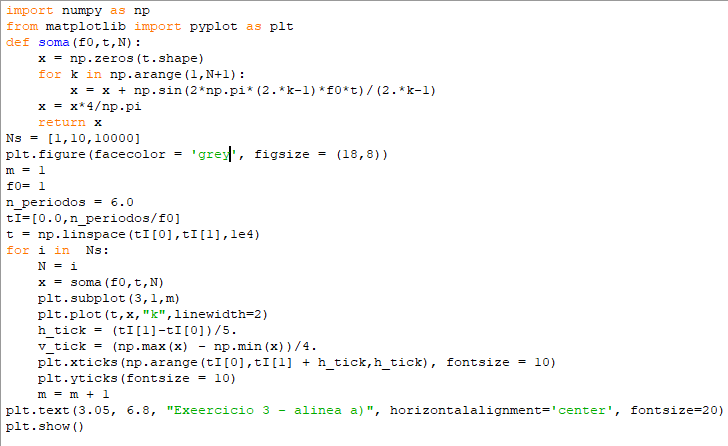 import numpy as np
from matplotlib import pyplot as plt
def soma(f0,t,N):
    x = np.zeros(t.shape)
    for k in np.arange(1,N+1):
        x = x + np.sin(2*np.pi*(2.*k-1)*f0*t)/(2.*k-1)
    x = x*4/np.pi
    return x
Ns = [1,10,10000]
plt.figure(facecolor = 'grey', figsize = (18,8))
m = 1
f0= 1
n_periodos = 6.0
tI=[0.0,n_periodos/f0]
t = np.linspace(tI[0],tI[1],1e4)
for i in  Ns:
    N = i
    x = soma(f0,t,N)
    plt.subplot(3,1,m)
    plt.plot(t,x,"k",linewidth=2)
    h_tick = (tI[1]-tI[0])/5.
    v_tick = (np.max(x) - np.min(x))/4.
    plt.xticks(np.arange(tI[0],tI[1] + h_tick,h_tick), fontsize = 10)
    plt.yticks(fontsize = 10)
    m = m + 1
plt.text(3.05, 6.8, "Exeercicio 3 - alinea a)", horizontalalignment='center', fontsize=20)
plt.show()